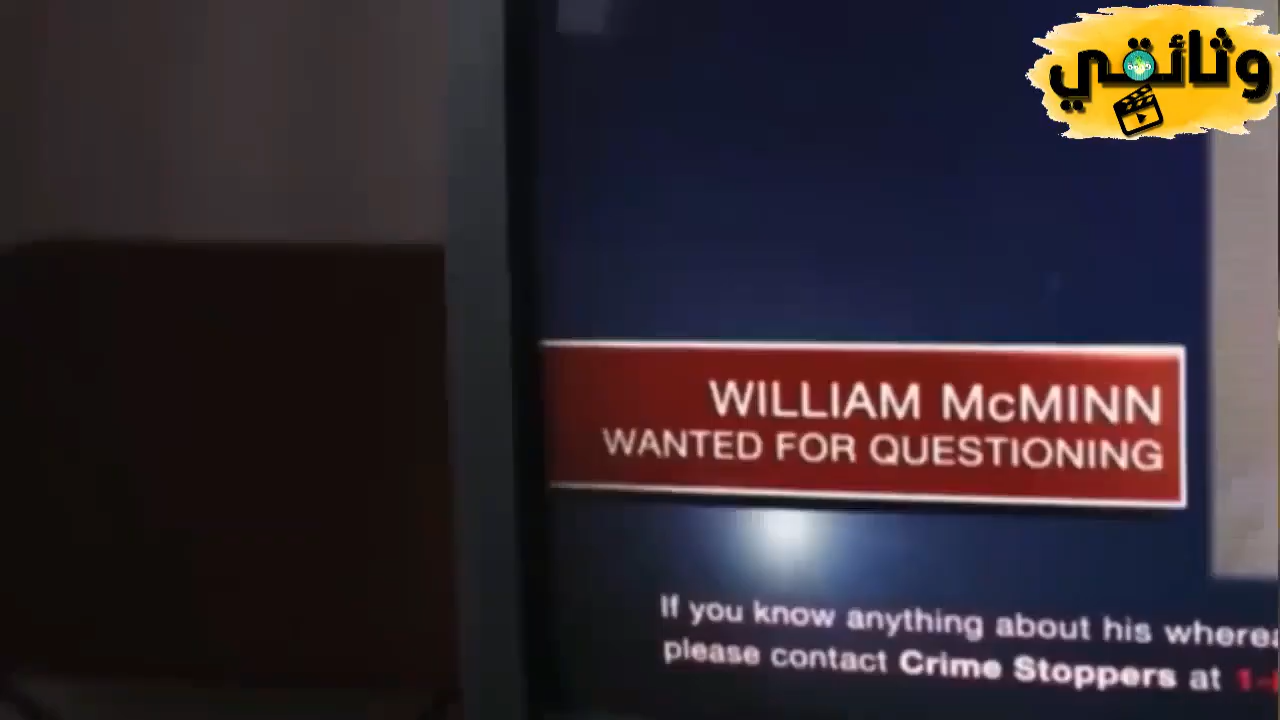 وثائقي
WILLIAM McMINN
WANTED FOR QUESTIONING
If you know anything about his
please contact Crime Stoppers at